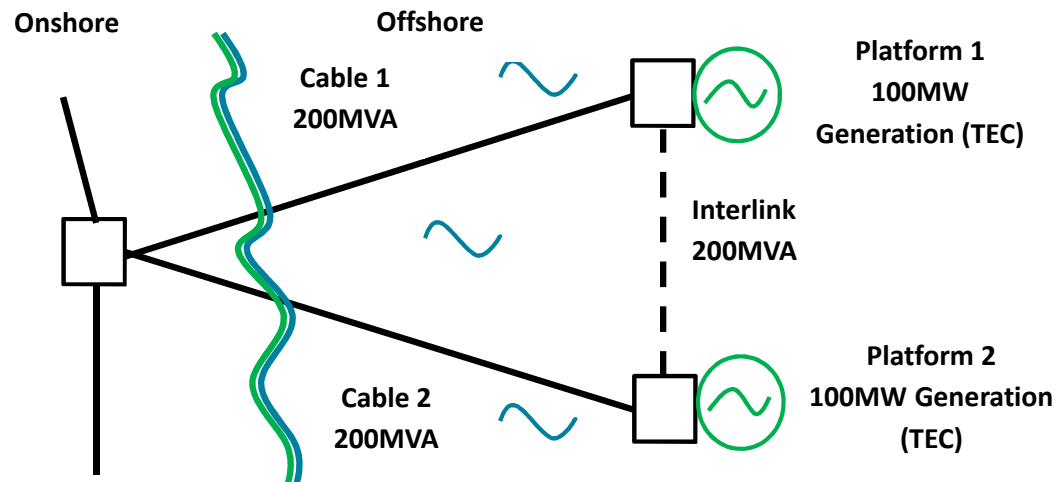 Onshore
Offshore
Cable 1
200MVA
Platform 1
100MW
Generation (TEC)
Interlink
200MVA
Cable 2
200MVA
Platform 2
100MW Generation
(TEC)